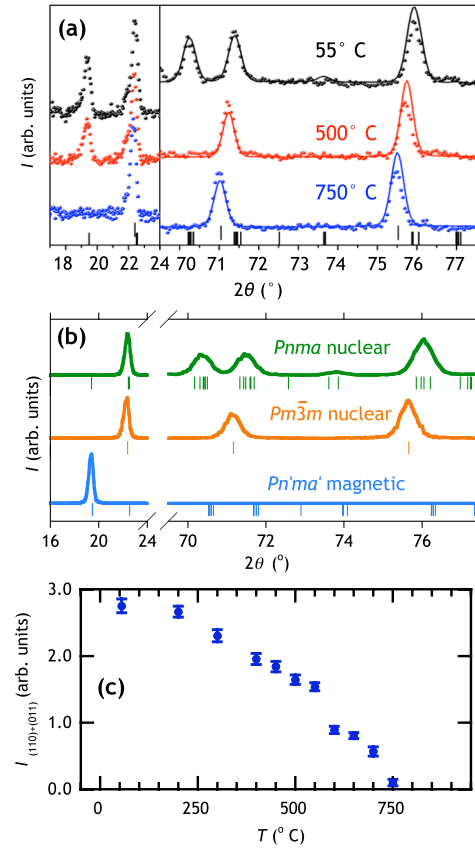 (a)
55° C
500° C
750° C
I (arb. units)
18 20 22 24 70 71 72 73 74 75 76 77
2θ (°)
(b)
Pnma nuclear
Pm3̄m nuclear
Pn'ma' magnetic
I (arb. units)
16 20 24 22 24 70 72 74 76
2θ (°)
3.0
2.0
1.0
0.0
(c)
I (110)+(011) (arb. units)
0 250 500 750
T (° C)